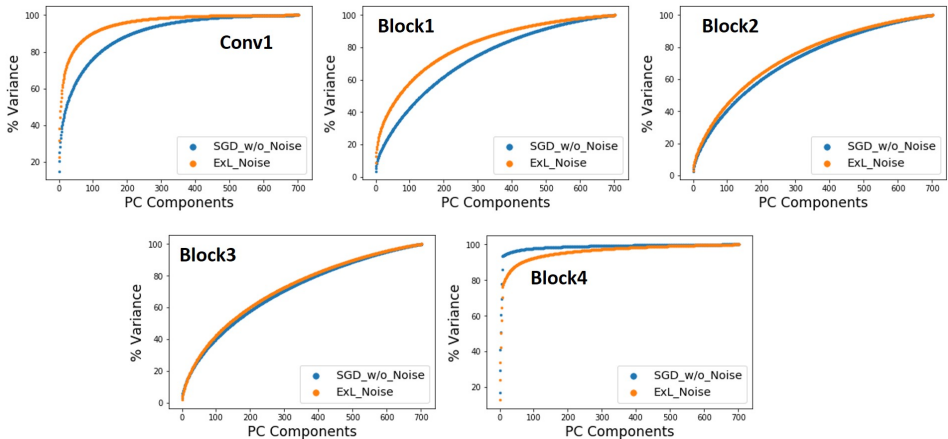 Conv1
% Variance
100
80
60
40
20
0 100 200 300 400 500 600 700
PC Components
SGD_w/o_Noise
ExL_Noise
Block1
% Variance
100
80
60
40
20
0
0 100 200 300 400 500 600 700
PC Components
SGD_w/o_Noise
ExL_Noise
Block2
% Variance
100
80
60
40
20
0
0 100 200 300 400 500 600 700
PC Components
SGD_w/o_Noise
ExL_Noise
Block3
% Variance
100
80
60
40
20
0
0 100 200 300 400 500 600 700
PC Components
SGD_w/o_Noise
ExL_Noise
Block4
% Variance
100
80
60
40
20
0 100 200 300 400 500 600 700
PC Components
SGD_w/o_Noise
ExL_Noise